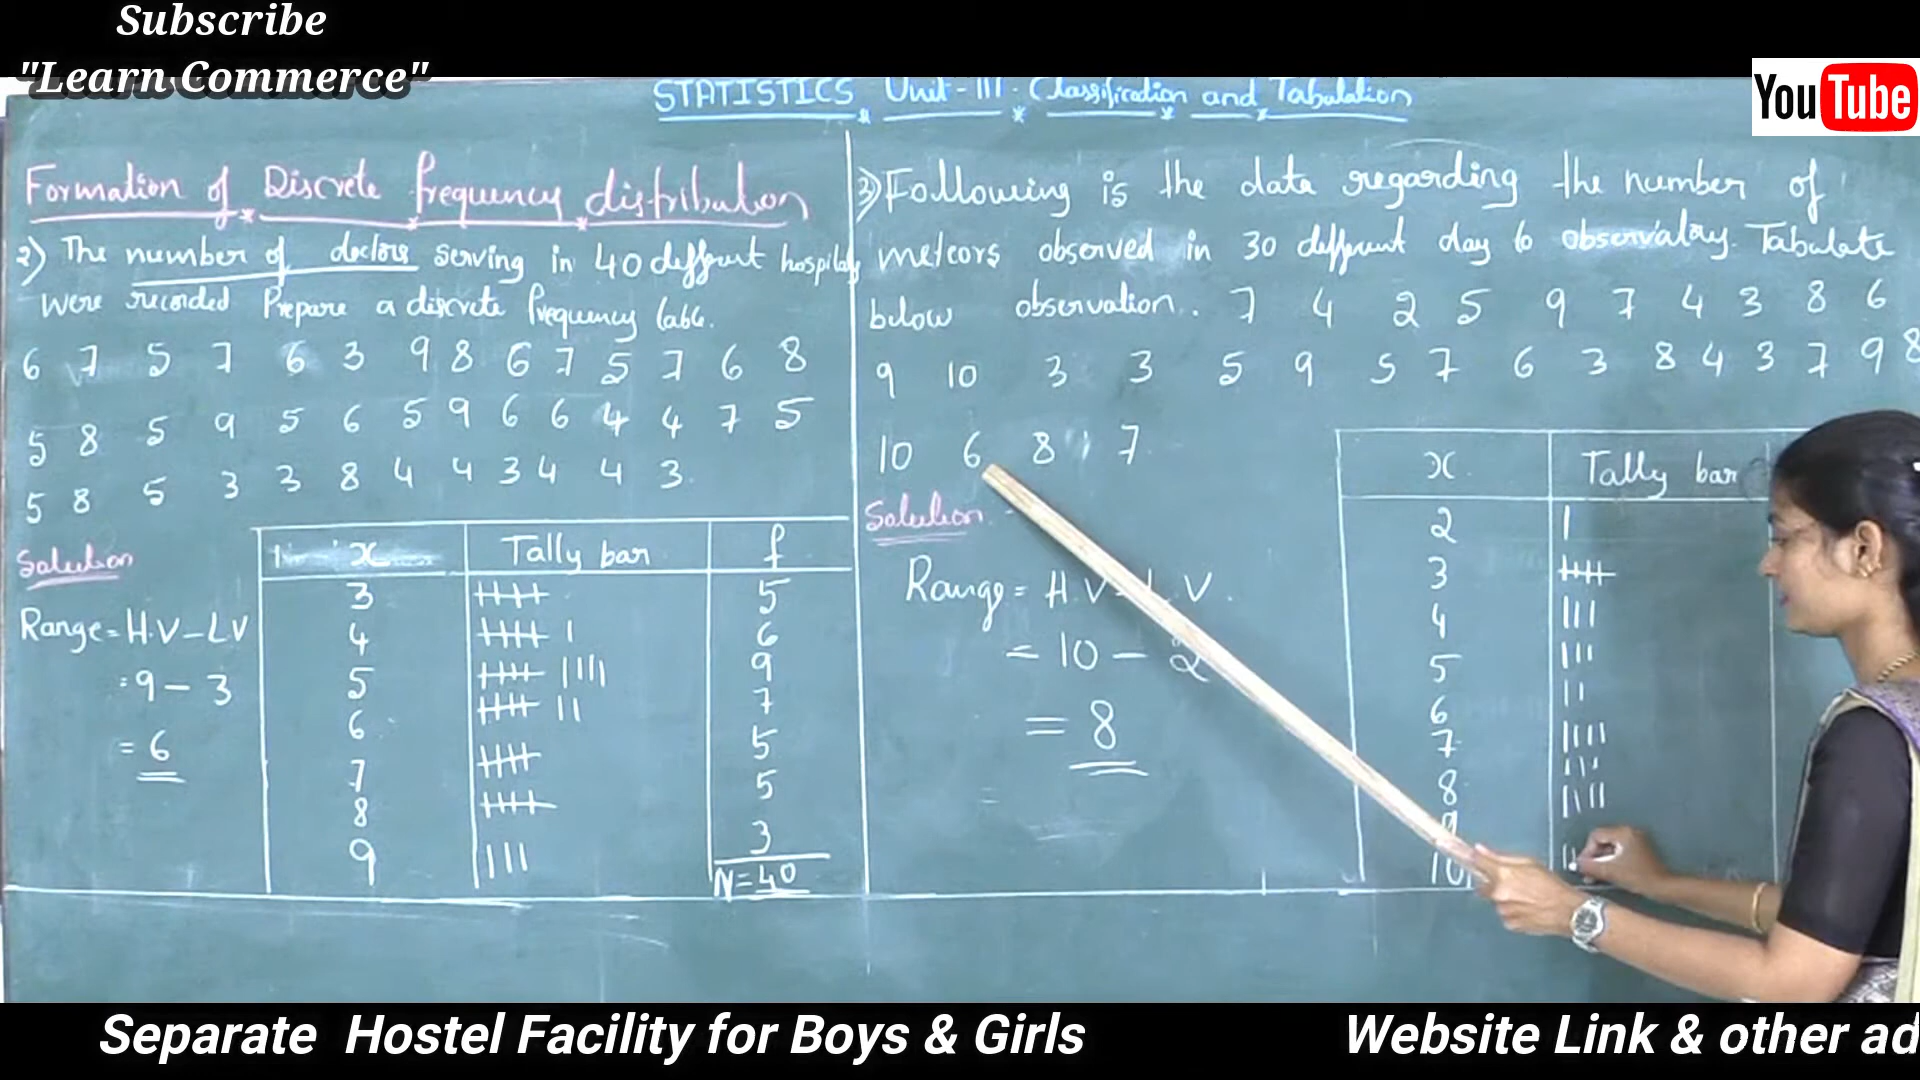 Subscribe
"Learn Commerce"
YouTube
STATISTICS Unit-III. Classification and Tabulation
Formation of Discrete frequency distribution
2) The number of doctors serving in 40 different hospitals
were recorded Prepare a discrete frequency table.
6 7 5 7 6 3 9 8 6 7 5 7 6 8
5 8 5 9 5 6 5 9 6 6 4 4 7 5
5 8 5 3 3 8 4 4 3 4 4 3.
Solution
Range = H.V - LV
= 9 - 3
= 6
x Tally bar f
3 5
4 6
5 9
6 7
7 5
8 5
9 3
N = 40
3) Following is the data regarding the number of
meteors observed in 30 different day to observatory. Tabulate
below observation.. 7 4 2 5 9 7 4 3 8 6
9 10 3 3 5 9 5 7 6 3 8 4 3 7 9 8
10 6 8 7
Solution
Range = H.V - L.V.
= 10 - 2
= 8
x Tally bar
2
3
4
5
6
7
8
9
10
Separate Hostel Facility for Boys & Girls
Website Link & other ad